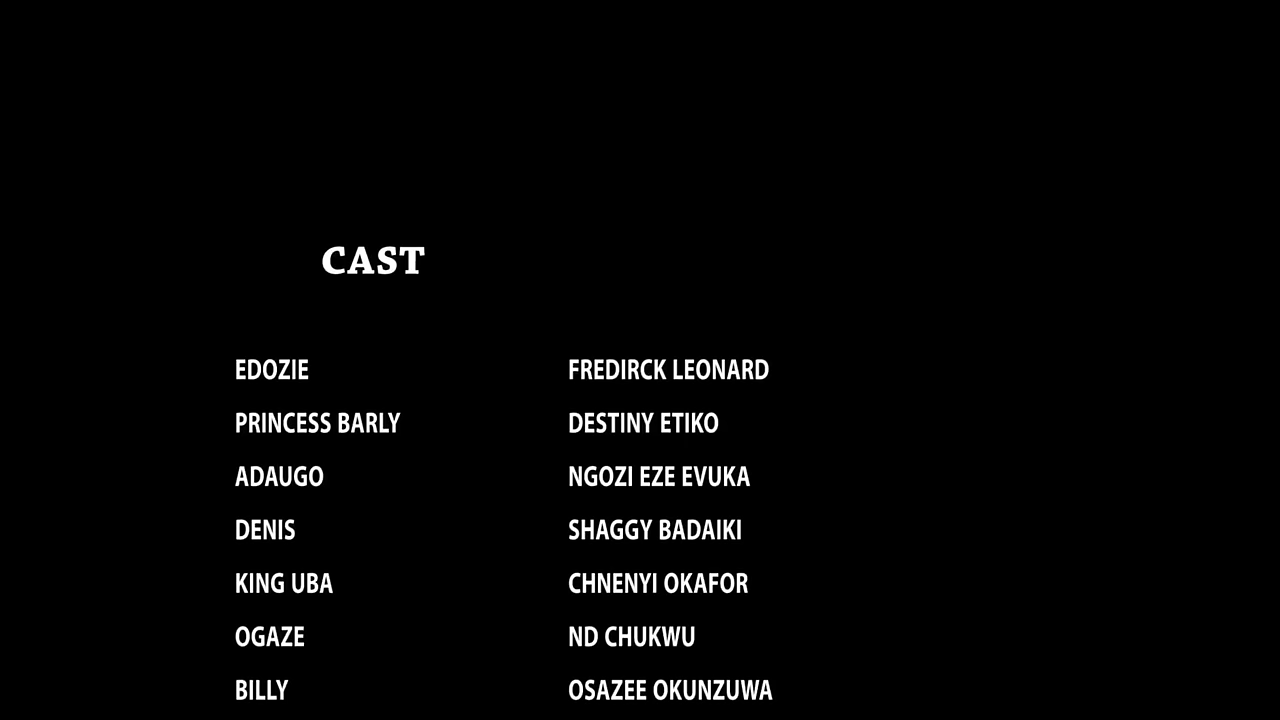 CAST
EDOZIE FREDIRCK LEONARD
PRINCESS BARLY DESTINY ETIKO
ADAUGO NGOZI EZE EVUKA
DENIS SHAGGY BADAIKI
KING UBA CHNENYI OKAFOR
OGAZE ND CHUKWU
BILLY OSAZEE OKUNZUWA